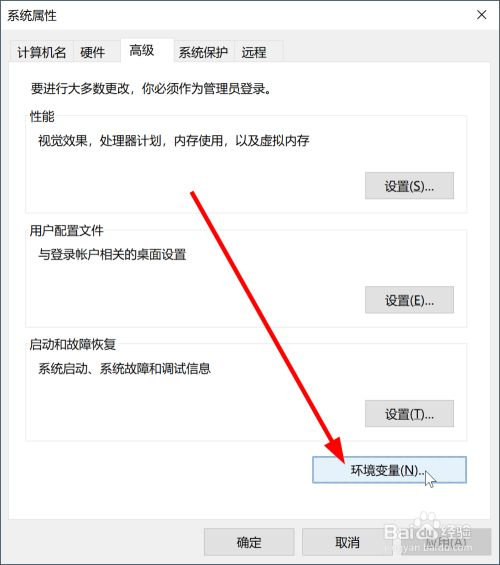 系统属性
计算机名 硬件 高级 系统保护 远程
要进行大多数更改，你必须作为管理员登录。
性能
视觉效果，处理器计划，内存使用，以及虚拟内存
设置(S)...
用户配置文件
与登录帐户相关的桌面设置
设置(E)...
启动和故障恢复
系统启动、系统故障和调试信息
设置(T)...
环境变量(N)...
确定 取消 应用(A)
Baidu经验
jingyan.baidu.com